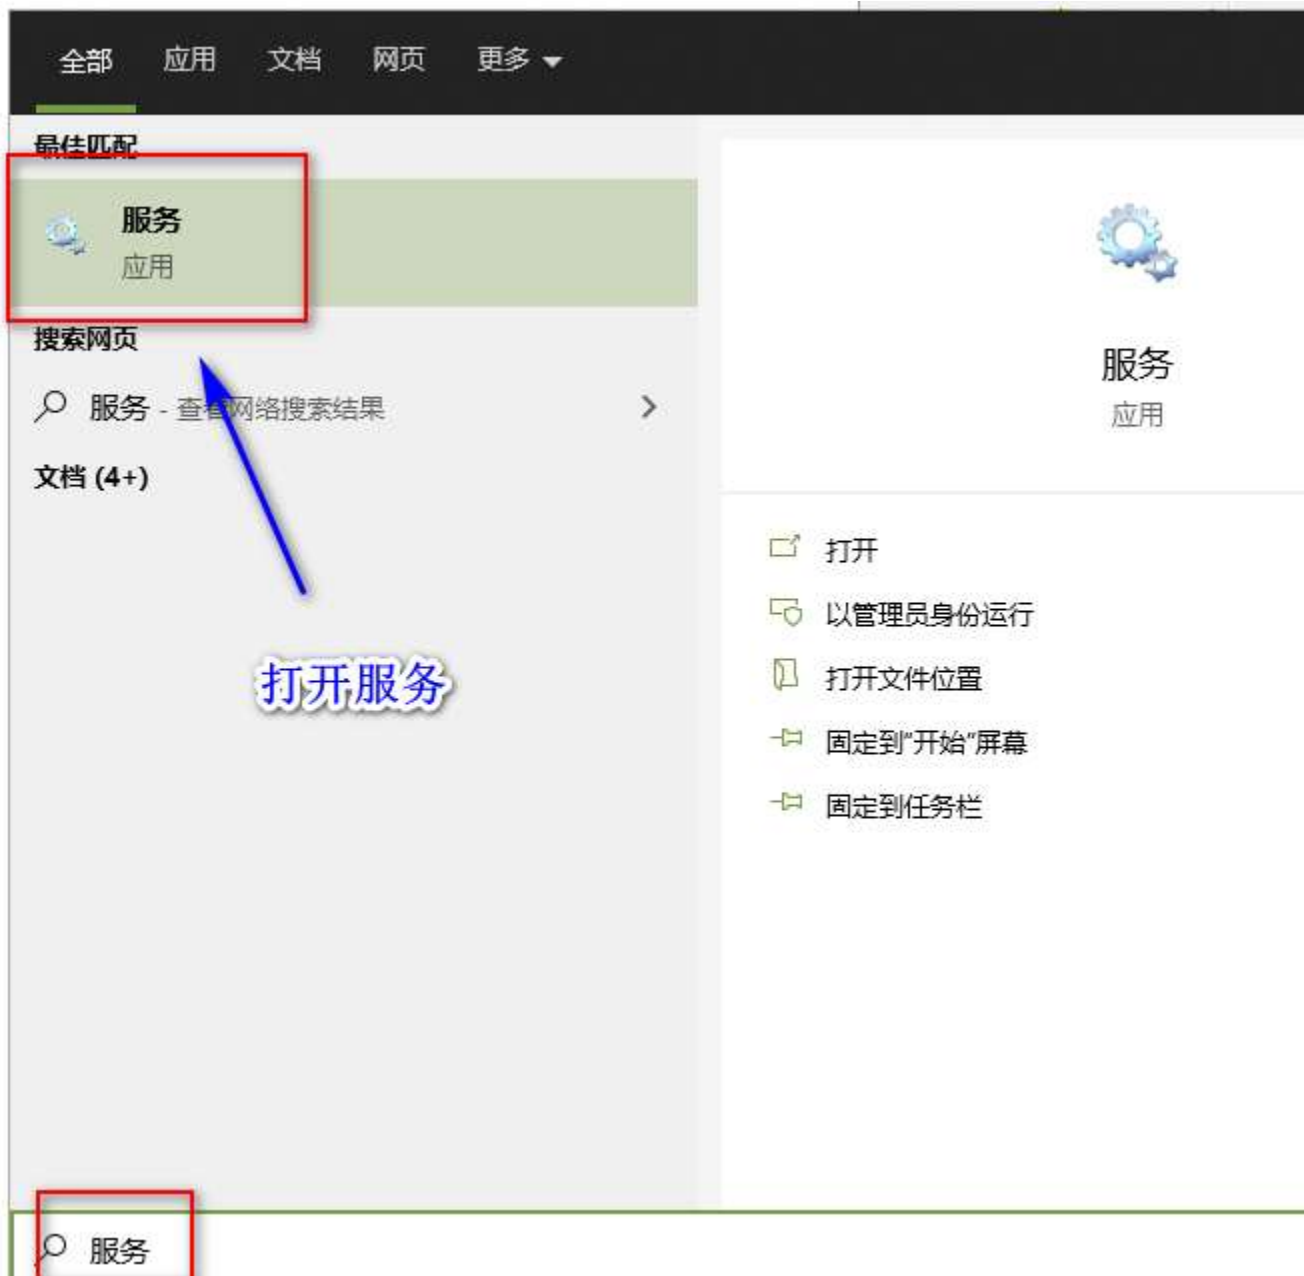 全部 应用 文档 网页 更多
最佳匹配
服务
应用
搜索网页
服务 - 查看网络搜索结果
文档 (4+)
打开服务
服务
应用
打开
以管理员身份运行
打开文件位置
固定到"开始"屏幕
固定到任务栏
服务